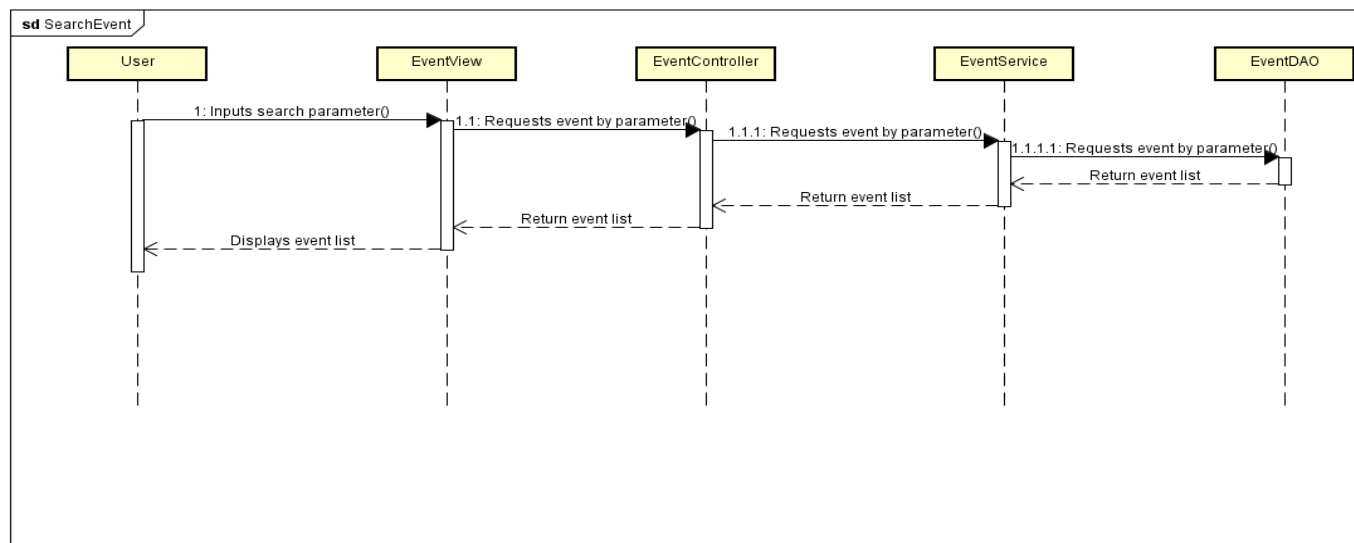 sd SearchEvent
User
EventView
EventController
EventService
EventDAO
1: Inputs search parameter()
1.1: Requests event by parameter()
1.1.1: Requests event by parameter()
1.1.1.1: Requests event by parameter()
Return event list
Return event list
Return event list
Displays event list